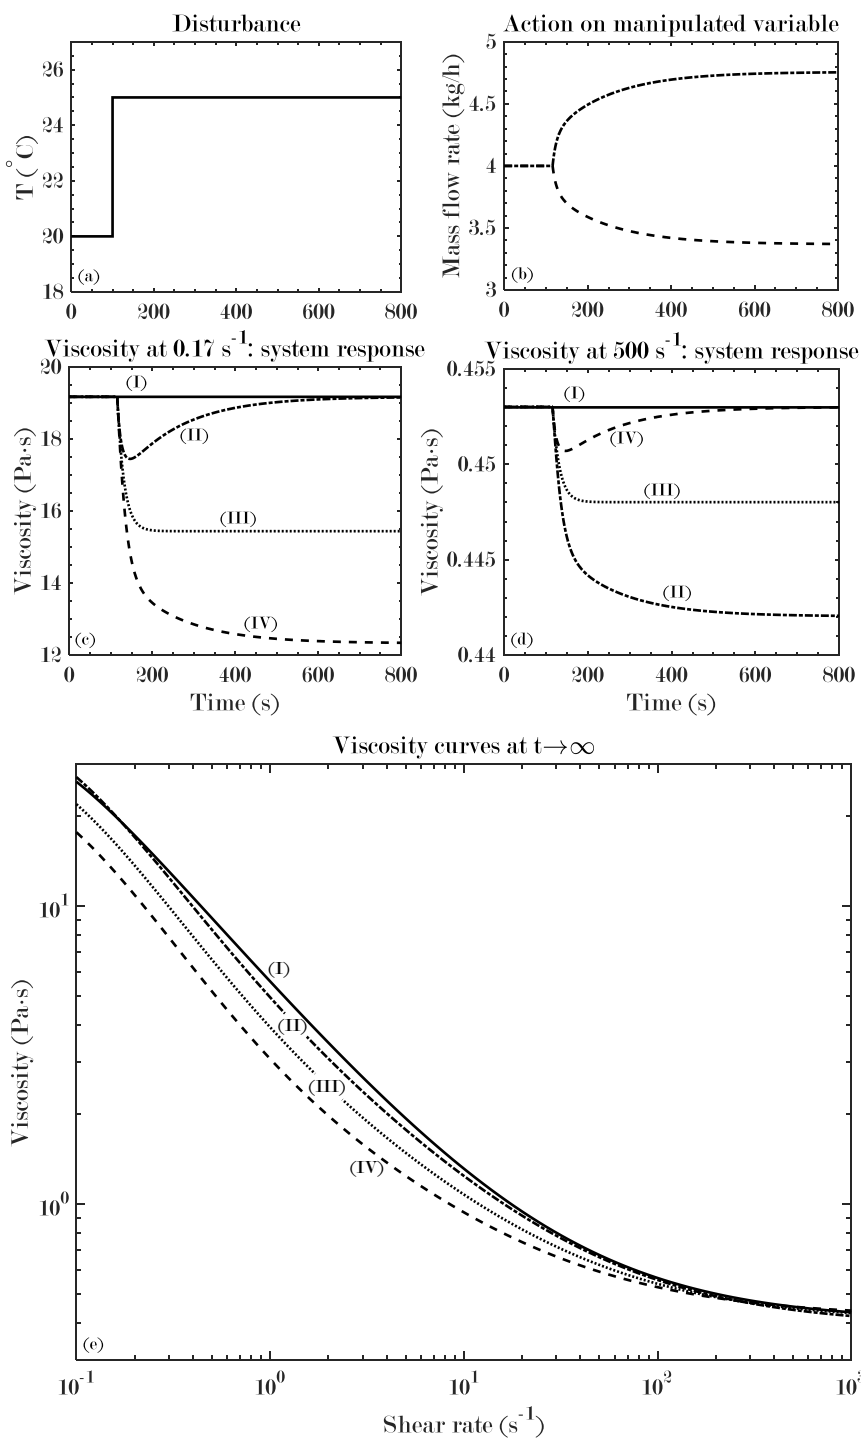 Disturbance
Action on manipulated variable
26
24
22
20
18
T (°C)
(a)
0 200 400 600 800
5
4.5
4
3.5
3
Mass flow rate (kg/h)
(b)
0 200 400 600 800
Viscosity at 0.17 s-1: system response
Viscosity at 500 s-1: system response
20
18
16
14
12
Viscosity (Pa·s)
(I)
(II)
(III)
(IV)
(c)
0 200 400 600 800
Time (s)
0.455
0.45
0.445
0.44
Viscosity (Pa·s)
(I)
(IV)
(III)
(II)
(d)
0 200 400 600 800
Time (s)
Viscosity curves at t→∞
10^1
10^0
Viscosity (Pa·s)
(I)
(II)
(III)
(IV)
(e)
10^-1 10^0 10^1 10^2
Shear rate (s-1)